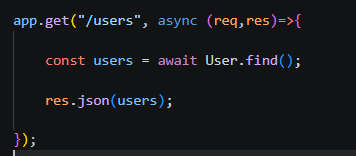 app.get("/users", async (req,res)=>{
const users = await User.find();
res.json(users);
});